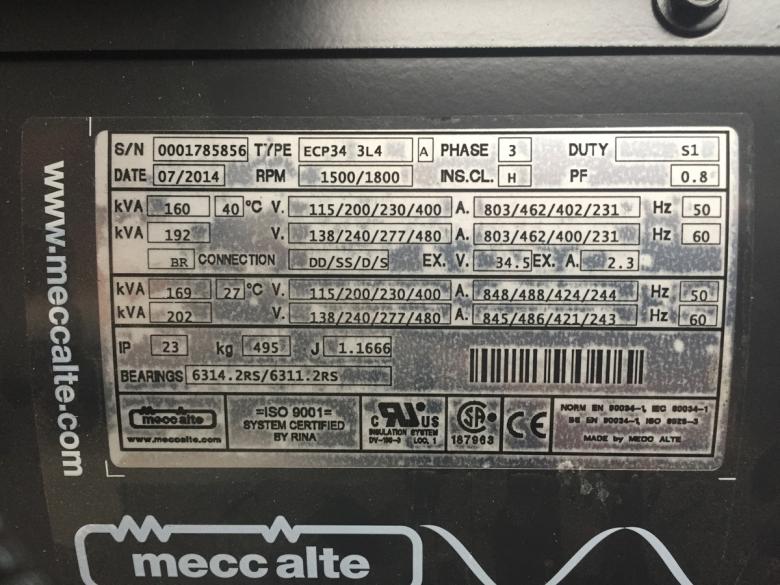 www.meccalte.com
S/N 0001785856 TYPE ECP34 3L4 A PHASE 3 DUTY S1
DATE 07/2014 RPM 1500/1800 INS.CL. H PF 0.8
kVA 160 40 °C V. 115/200/230/400 A. 803/462/402/231 Hz 50
kVA 192 V. 138/240/277/480 A. 803/462/400/231 Hz 60
BR CONNECTION DD/SS/D/S EX. V. 34.5 EX. A. 2.3
kVA 169 27 °C V. 115/200/230/400 A. 848/488/424/244 Hz 50
kVA 202 V. 138/240/277/480 A. 845/486/421/243 Hz 60
IP 23 kg 495 J 1.1666
BEARINGS 6314.2RS/6311.2RS
mecc alte
www.meccalte.com
=ISO 9001=
SYSTEM CERTIFIED
BY RINA
C UL US
INSULATION SYSTEM
LOC. 1
SA
187963
CE
NORM EN 60034-1, IEC 60034-1
MADE by MECC ALTE
mecc alte